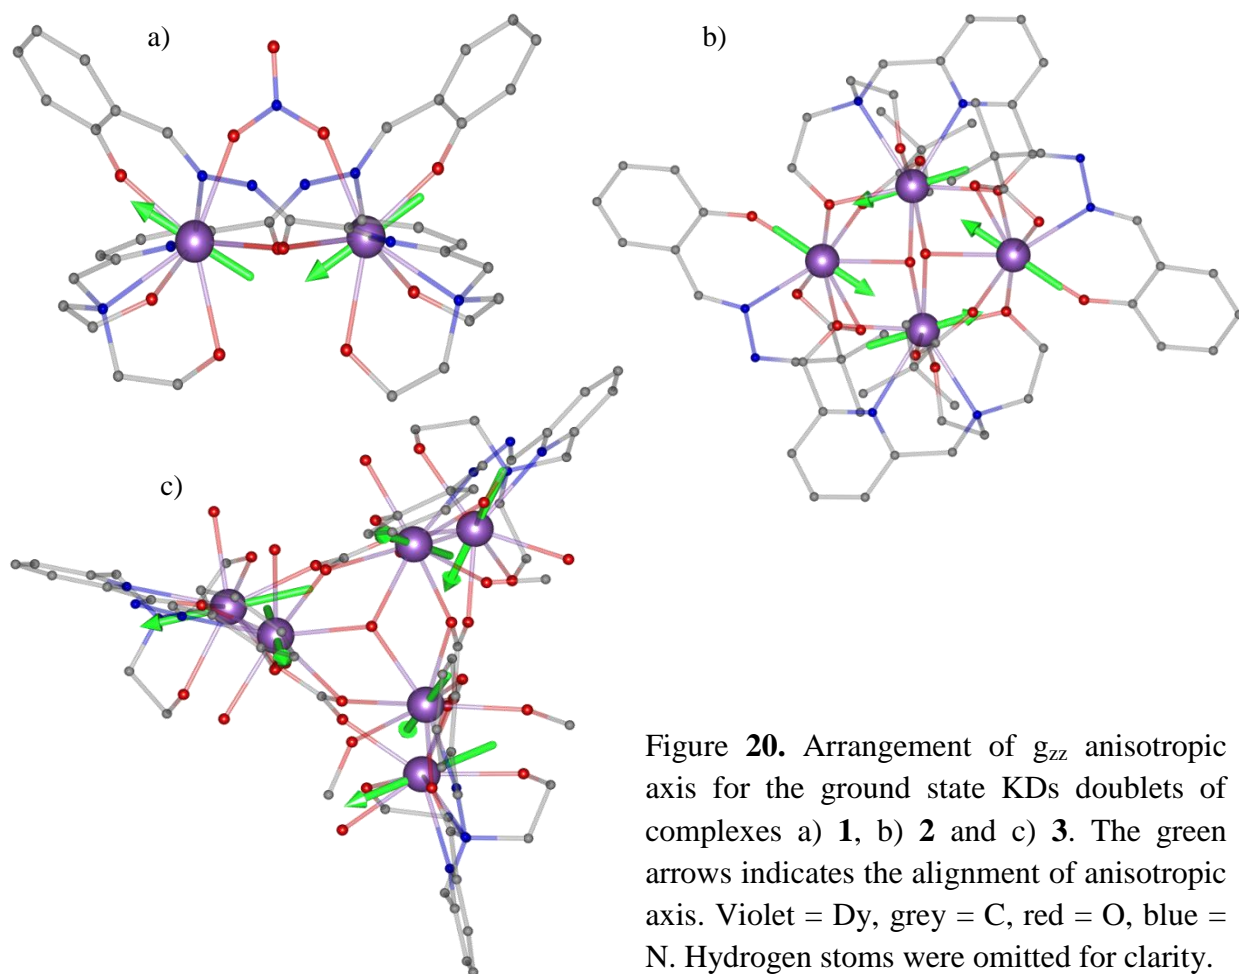 a)
b)
c)
Figure 20. Arrangement of gzz anisotropic
axis for the ground state KDs doublets of
complexes a) 1, b) 2 and c) 3. The green
arrows indicates the alignment of anisotropic
axis. Violet = Dy, grey = C, red = O, blue =
N. Hydrogen stoms were omitted for clarity.